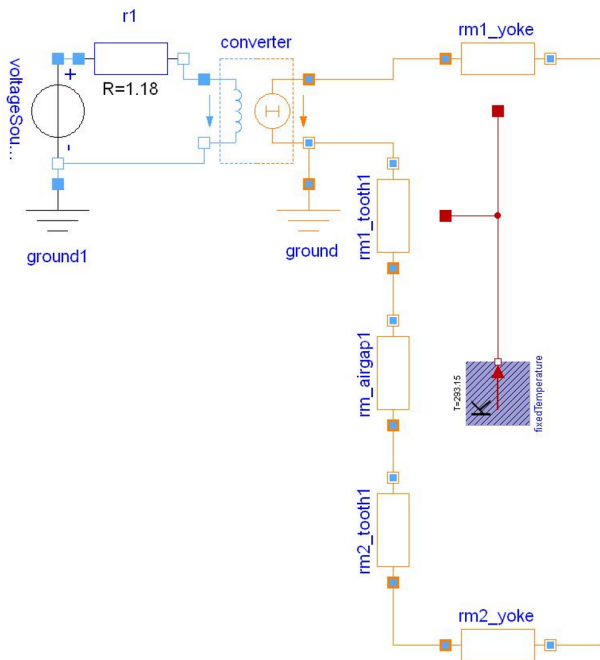 r1
converter
rm1_yoke
voltageSou...
+
-
R=1.18
ground1
ground
rm1_tooth1
rm_airgap1
T=293.15
K
fixedTemperature
rm2_tooth1
rm2_yoke